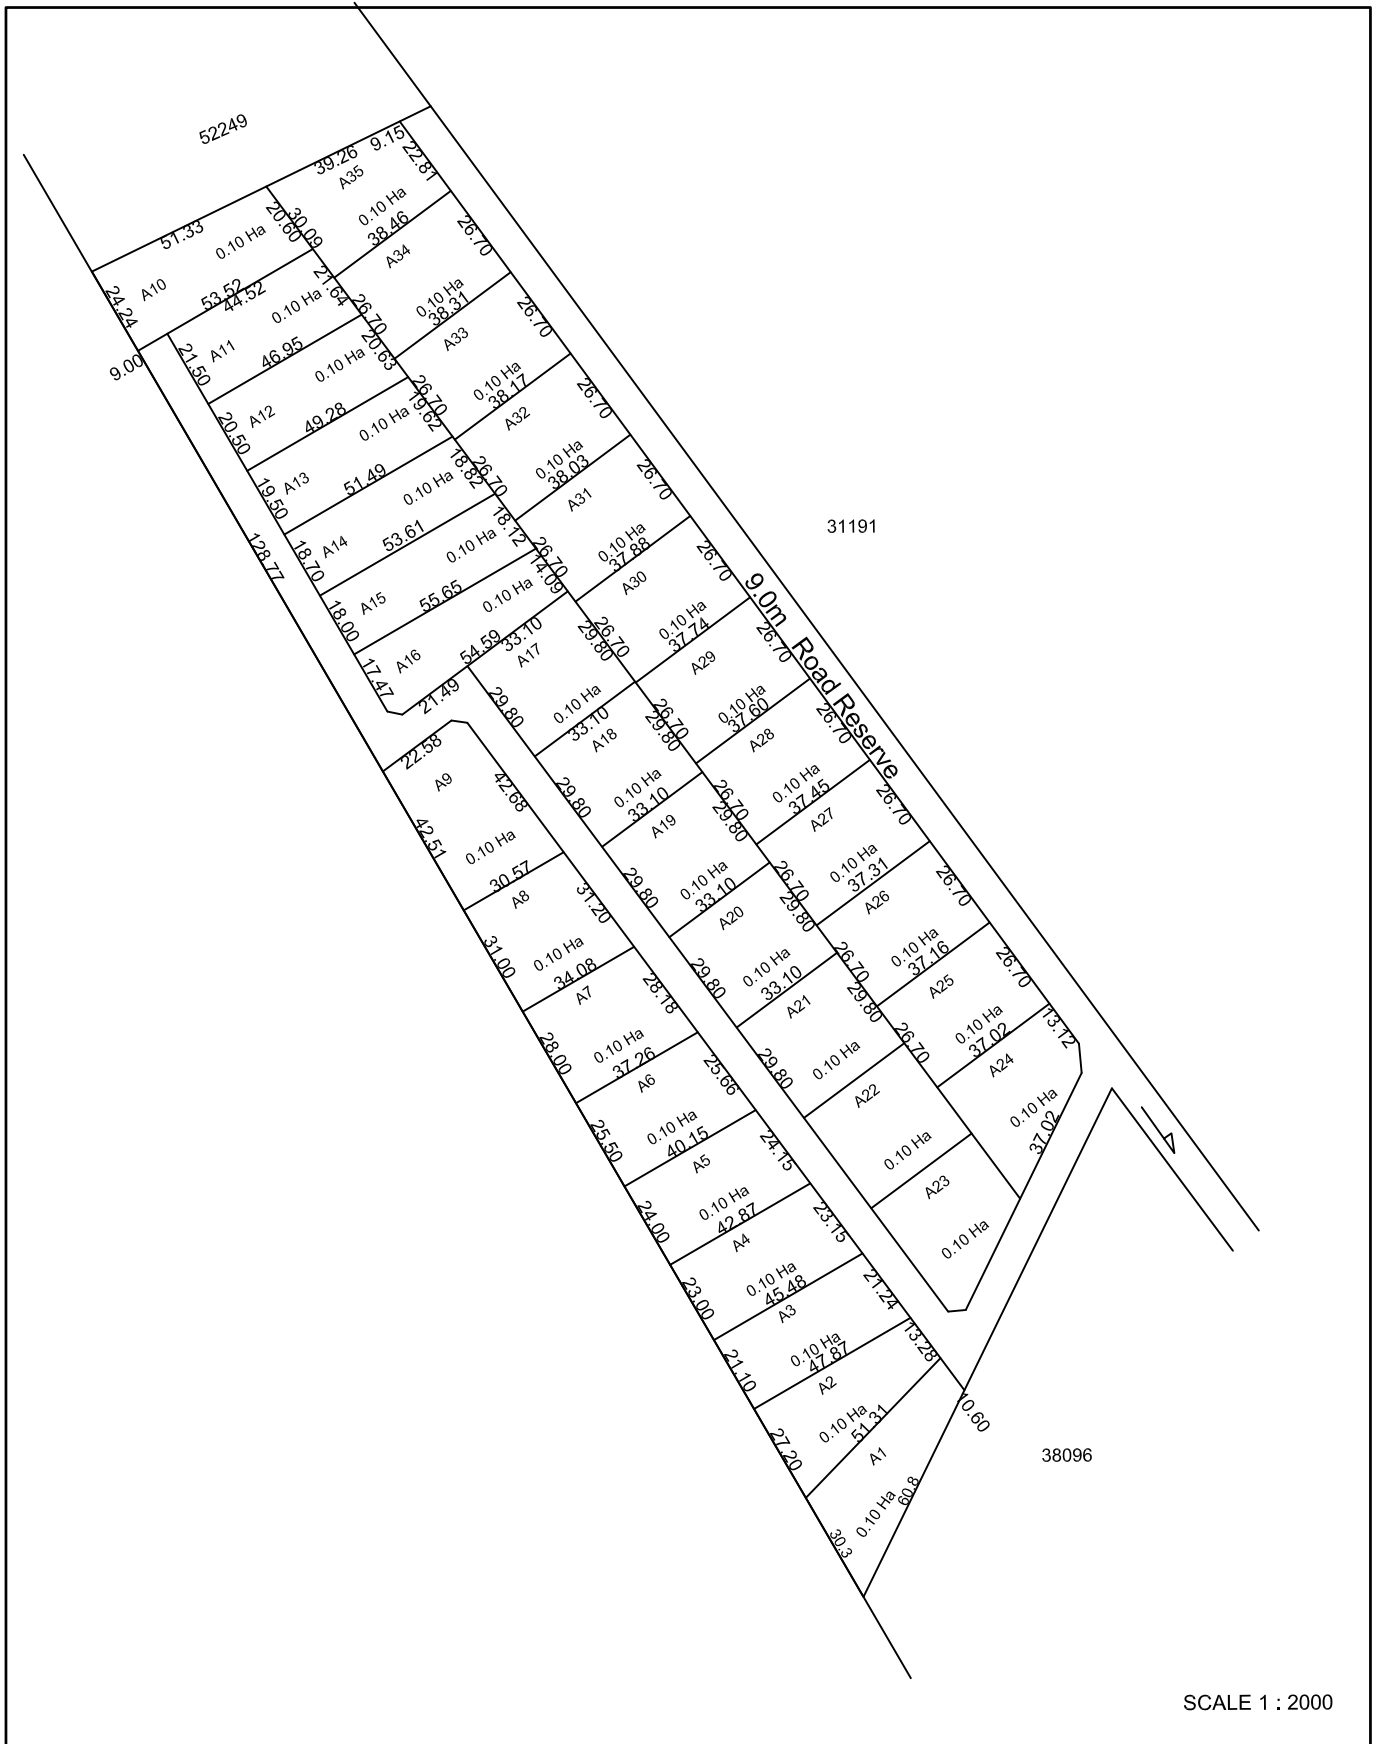 52249
9.15
39.26
22.81
A35
0.10 Ha
38.46
30.09
20.60
51.33
0.10 Ha
A10
24.24
53.52
44.52
26.70
A34
0.10 Ha
38.31
21.64
26.70
0.10 Ha
A11
21.50
9.00
46.95
26.70
A33
0.10 Ha
38.17
20.63
26.70
0.10 Ha
A12
20.50
49.28
26.70
A32
0.10 Ha
38.03
19.62
26.70
0.10 Ha
A13
19.50
51.49
26.70
A31
0.10 Ha
37.88
18.82
26.70
0.10 Ha
A14
18.70
53.61
128.77
31191
26.70
A30
0.10 Ha
37.74
18.12
26.70
0.10 Ha
A15
18.00
55.65
9.0m Road Reserve
26.70
A29
0.10 Ha
37.60
14.09
26.70
0.10 Ha
A16
17.47
54.59
21.49
33.10
A17
29.80
29.80
0.10 Ha
33.10
26.70
A28
0.10 Ha
37.45
26.70
29.80
A18
29.80
0.10 Ha
33.10
22.58
A9
42.68
42.51
0.10 Ha
30.57
26.70
A27
0.10 Ha
37.31
26.70
29.80
A19
29.80
0.10 Ha
33.10
26.70
A26
0.10 Ha
37.16
26.70
29.80
A20
29.80
0.10 Ha
33.10
A8
31.20
31.00
0.10 Ha
34.08
26.70
A25
0.10 Ha
37.02
26.70
29.80
A21
29.80
0.10 Ha
A7
28.18
28.00
0.10 Ha
37.26
13.12
A24
0.10 Ha
37.02
A22
0.10 Ha
A6
25.66
25.50
0.10 Ha
40.15
A23
0.10 Ha
A5
24.15
24.00
0.10 Ha
42.87
A4
23.15
23.00
0.10 Ha
45.48
A3
21.24
21.10
0.10 Ha
47.87
A2
13.28
27.20
0.10 Ha
51.31
10.60
38096
A1
0.10 Ha
60.8
30.3
SCALE 1 : 2000